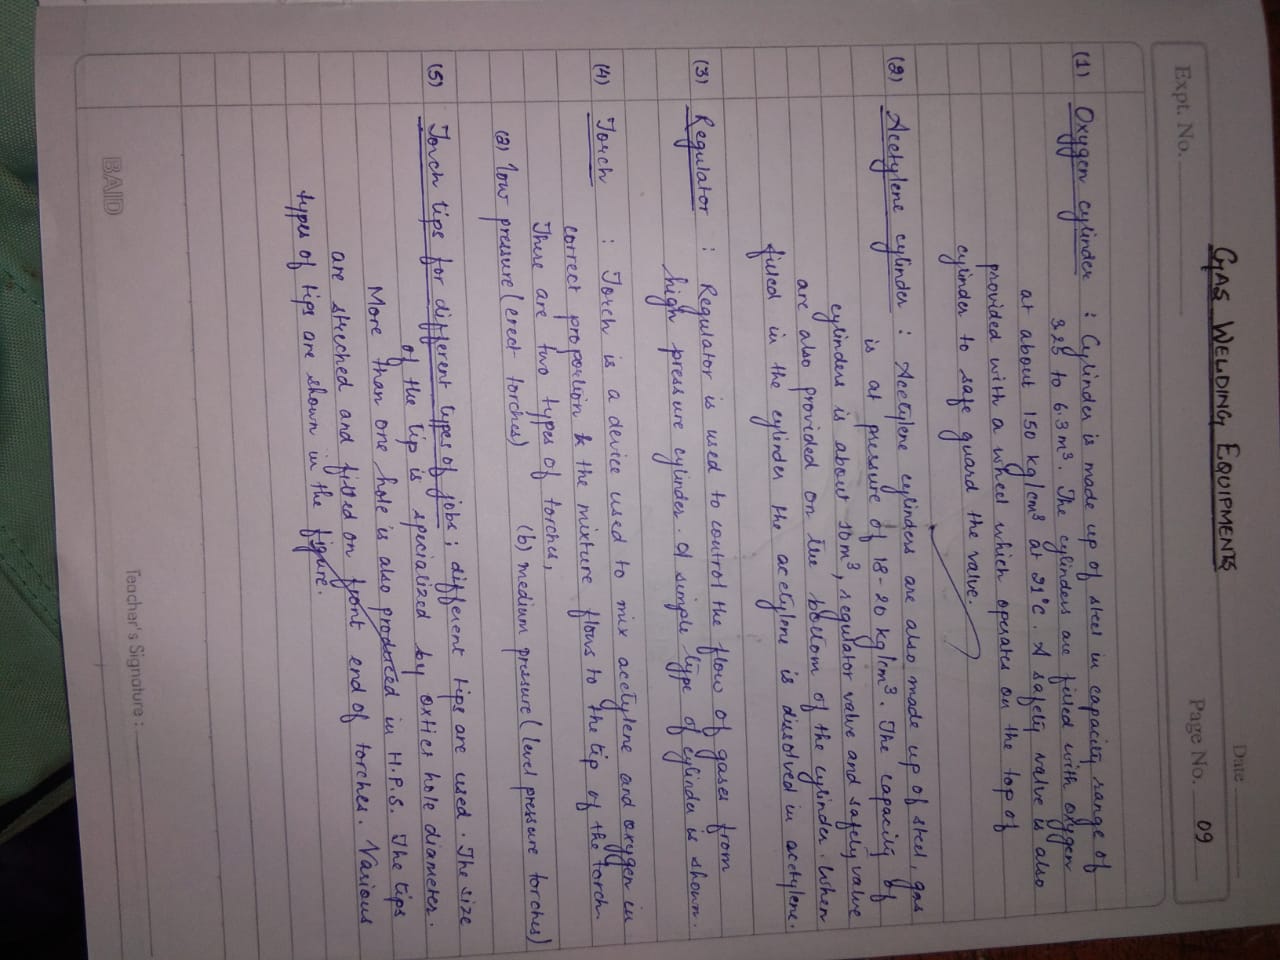 Date
Expt. No.
Page No. 09
GAS WELDING EQUIPMENTS
(1) Oxygen cylinder : Cylinder is made up of steel in capacity range of
3.25 to 6.3 m³. The cylinders are filled with oxygen
at about 150 kg/cm³ at 21°C. A safety valve is also
provided with a wheel which operates on the top of
cylinder to safe guard the valve.
(2) Acetylene cylinder : Acetylene cylinders are also made up of steel, gas
is at pressure of 18-20 kg/cm³. The capacity of
cylinders is about 10m³, regulator valve and safely valve
are also provided on the bottom of the cylinder. When
filled in the cylinder the acetylene is dissolved in acetylene.
(3) Regulator : Regulator is used to control the flow of gases from
high pressure cylinder. A simple type of cylinder is shown.
(4) Torch : Torch is a device used to mix acetylene and oxygen in
correct proportion & the mixture flows to the tip of the torch
There are two types of torches,
(a) low pressure (erect torches) (b) medium pressure (level pressure torches)
(5) Torch tips for different types of jobs ; different tips are used. The size
of the tip is specialized by oxties hole diameter.
More than one hole is also produced in H.P.S. The tips
are streched and fitted on front end of torches. Various
types of tips are shown in the figure.
BAID
Teacher's Signature :